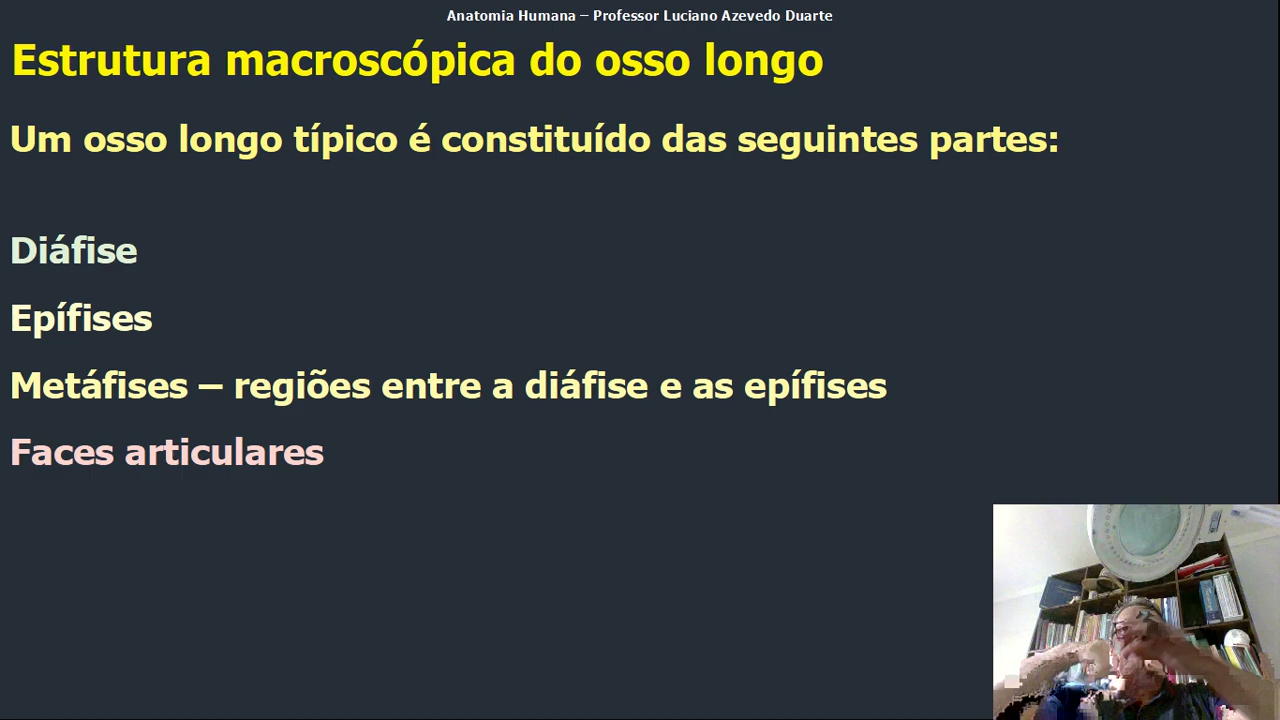 Anatomia Humana – Professor Luciano Azevedo Duarte
Estrutura macroscópica do osso longo
Um osso longo típico é constituído das seguintes partes:
Diáfise
Epífises
Metáfises – regiões entre a diáfise e as epífises
Faces articulares